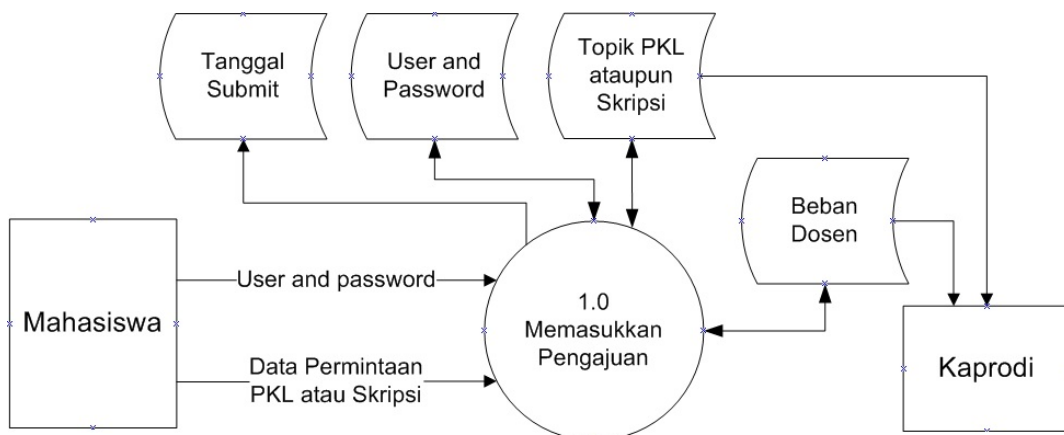 Tanggal
Submit
User and
Password
Topik PKL
ataupun
Skripsi
Beban
Dosen
Mahasiswa
User and password
Data Permintaan
PKL atau Skripsi
1.0
Memasukkan
Pengajuan
Kaprodi